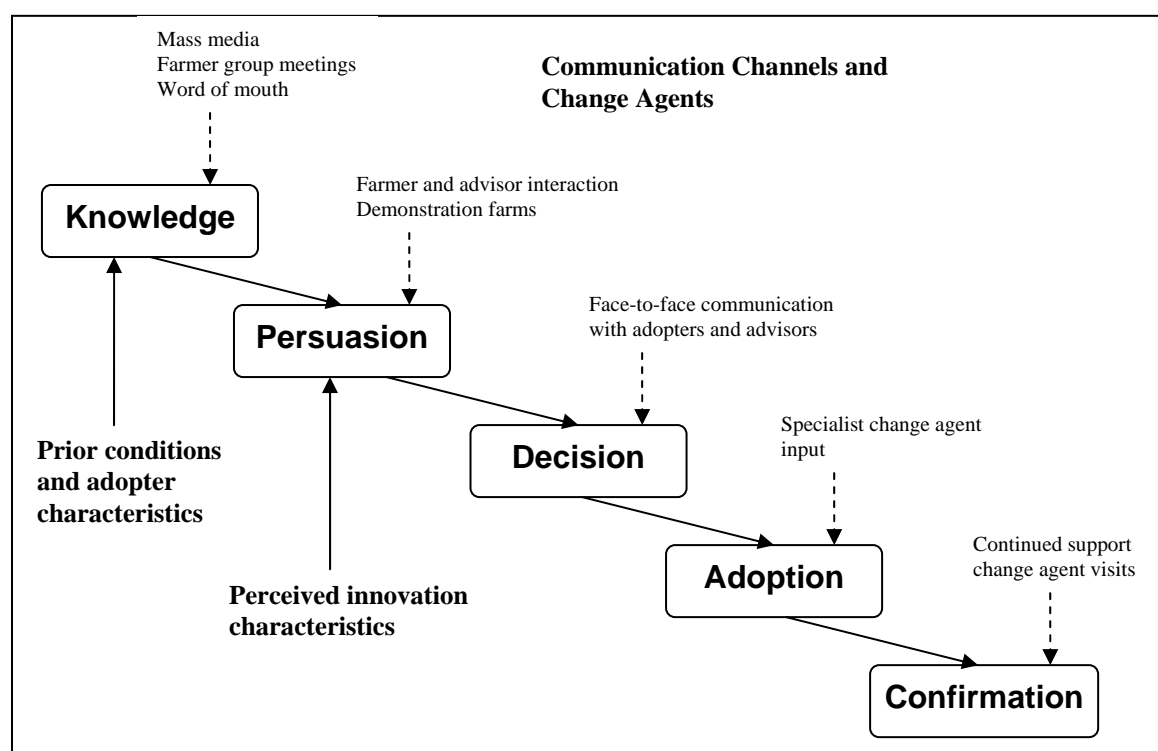 Mass media
Farmer group meetings
Word of mouth
Communication Channels and
Change Agents
Knowledge
Farmer and advisor interaction
Demonstration farms
Persuasion
Face-to-face communication
with adopters and advisors
Prior conditions
and adopter
characteristics
Decision
Specialist change agent
input
Perceived innovation
characteristics
Adoption
Continued support
change agent visits
Confirmation